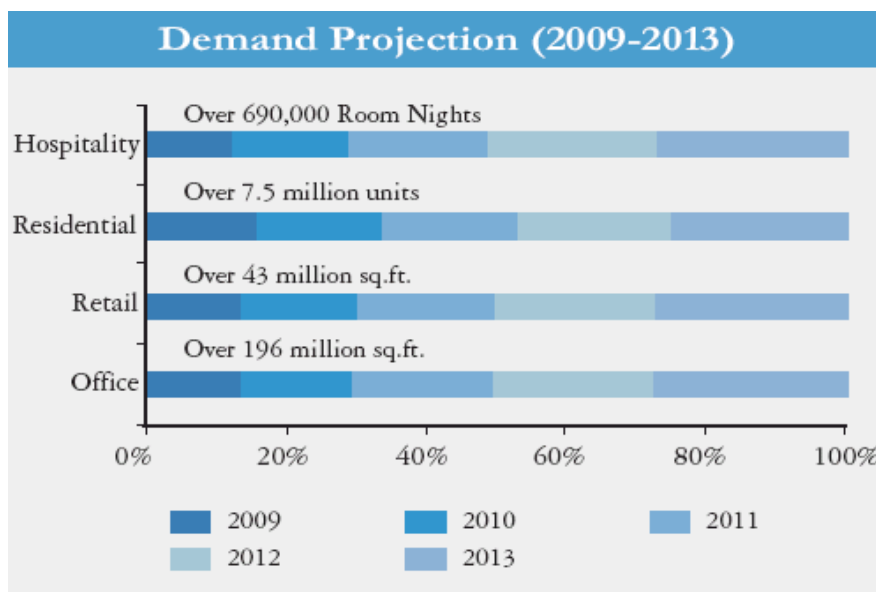 Demand Projection (2009-2013)
Over 690,000 Room Nights
Hospitality
Over 7.5 million units
Residential
Over 43 million sq.ft.
Retail
Over 196 million sq.ft.
Office
0% 20% 40% 60% 80% 100%
2009 2010 2011
2012 2013